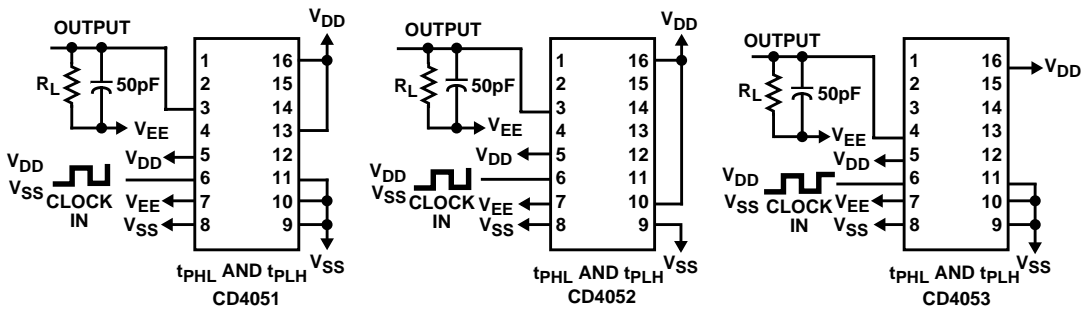 OUTPUT
R_L 50pF
V_EE
V_DD
V_DD
V_SS
CLOCK
IN
V_EE
V_SS
1
2
3
4
5
6
7
8
16
15
14
13
12
11
10
9
V_DD
V_SS
t_PHL AND t_PLH
CD4051
OUTPUT
R_L 50pF
V_EE
V_DD
V_DD
V_SS
CLOCK
IN
V_EE
V_SS
1
2
3
4
5
6
7
8
16
15
14
13
12
11
10
9
V_DD
V_SS
t_PHL AND t_PLH
CD4052
OUTPUT
R_L 50pF
V_EE
V_DD
V_DD
V_SS
CLOCK
IN
V_EE
V_SS
1
2
3
4
5
6
7
8
16
15
14
13
12
11
10
9
V_DD
V_SS
t_PHL AND t_PLH
CD4053